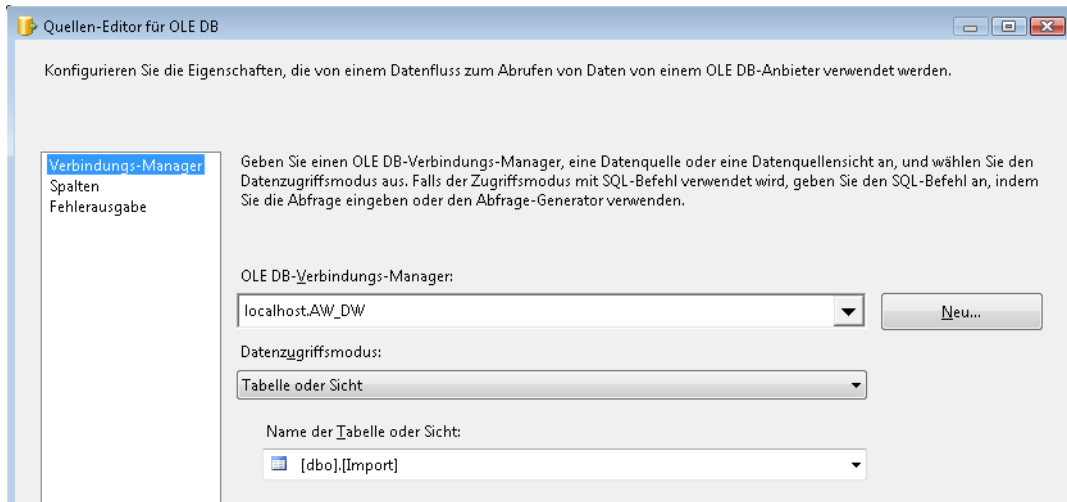 Quellen-Editor für OLE DB
Konfigurieren Sie die Eigenschaften, die von einem Datenfluss zum Abrufen von Daten von einem OLE DB-Anbieter verwendet werden.
Verbindungs-Manager
Spalten
Fehlerausgabe
Geben Sie einen OLE DB-Verbindungs-Manager, eine Datenquelle oder eine Datenquellensicht an, und wählen Sie den
Datenzugriffsmodus aus. Falls der Zugriffsmodus mit SQL-Befehl verwendet wird, geben Sie den SQL-Befehl an, indem
Sie die Abfrage eingeben oder den Abfrage-Generator verwenden.
OLE DB-Verbindungs-Manager:
localhost.AW_DW
Neu...
Datenzugriffsmodus:
Tabelle oder Sicht
Name der Tabelle oder Sicht:
[dbo].[Import]